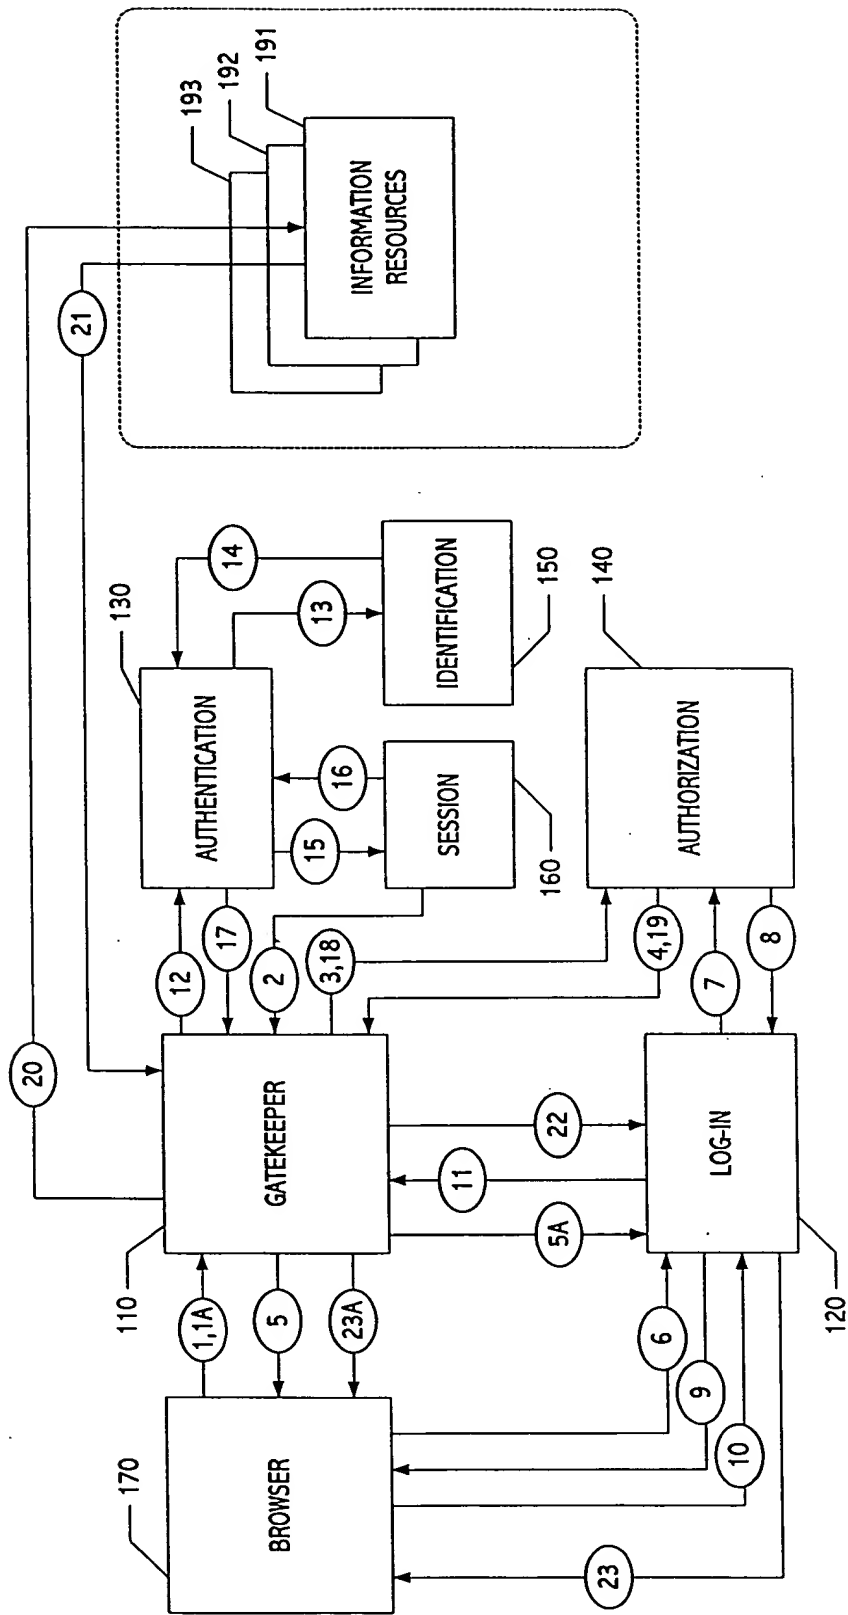 170
BROWSER
1,1A
5
23A
110
GATEKEEPER
20
21
12
17
2
3,18
4,19
130
AUTHENTICATION
15
16
14
13
SESSION
160
IDENTIFICATION
150
140
AUTHORIZATION
7
8
22
11
5A
LOG-IN
120
6
9
10
23
193
192
191
INFORMATION
RESOURCES